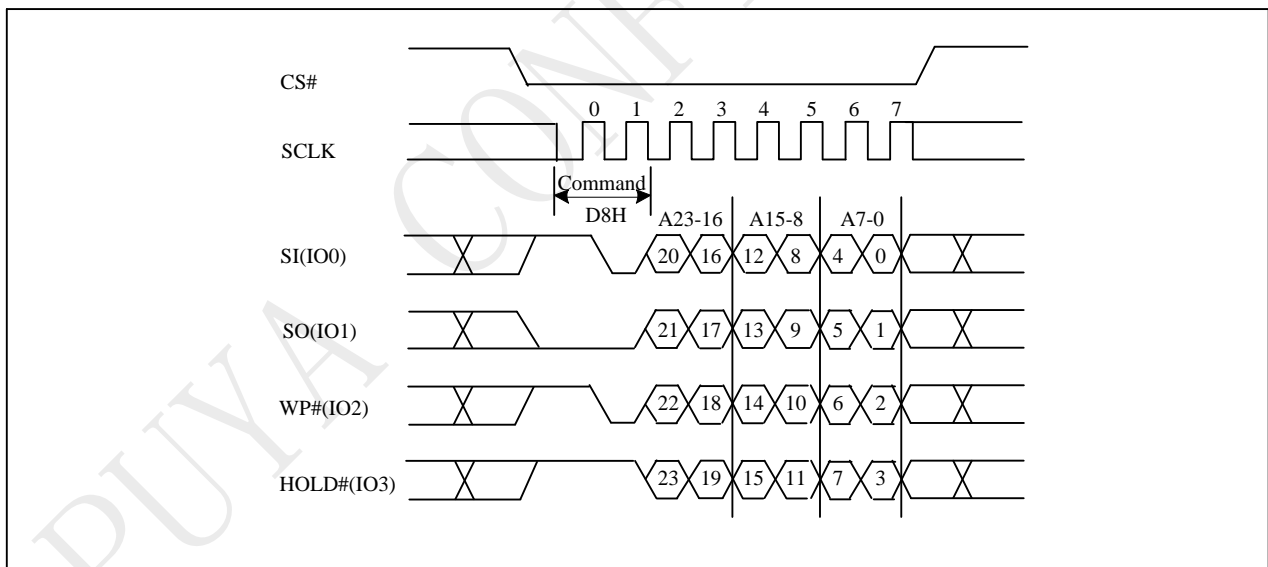 PUYA CONF
CS#
0 1 2 3 4 5 6 7
SCLK
Command
D8H A23-16 A15-8 A7-0
SI(IO0) 20 16 12 8 4 0
SO(IO1) 21 17 13 9 5 1
WP#(IO2) 22 18 14 10 6 2
HOLD#(IO3) 23 19 15 11 7 3